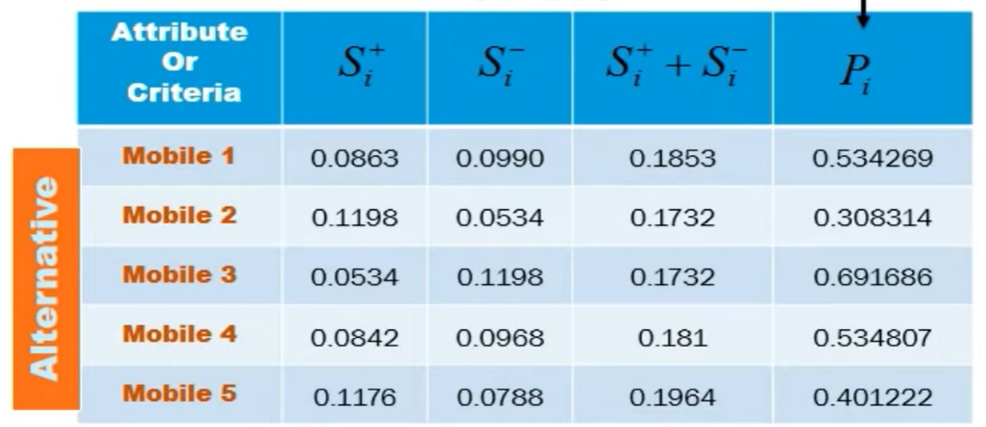 Attribute Or Criteria | S_i^+ | S_i^- | S_i^+ + S_i^- | P_i
Alternative
Mobile 1 | 0.0863 | 0.0990 | 0.1853 | 0.534269
Mobile 2 | 0.1198 | 0.0534 | 0.1732 | 0.308314
Mobile 3 | 0.0534 | 0.1198 | 0.1732 | 0.691686
Mobile 4 | 0.0842 | 0.0968 | 0.181 | 0.534807
Mobile 5 | 0.1176 | 0.0788 | 0.1964 | 0.401222